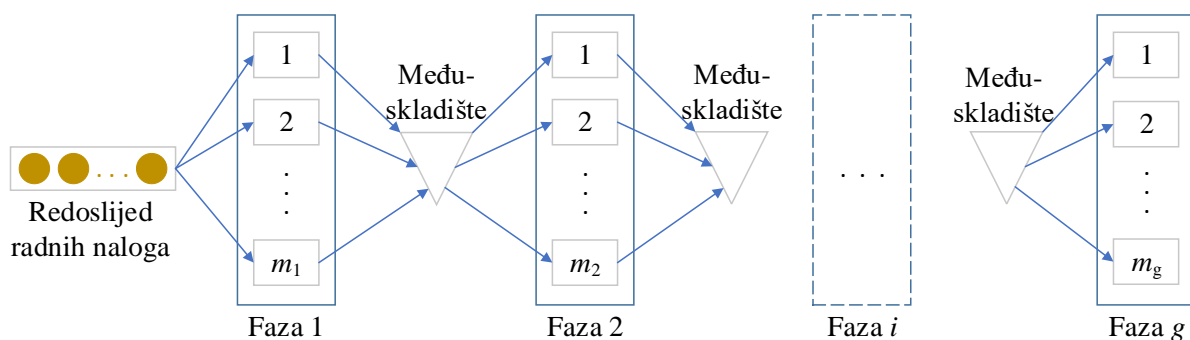 . . .
Redoslijed
radnih naloga
1
2
.
.
.
m1
Faza 1
Među-
skladište
1
2
.
.
.
m2
Faza 2
Među-
skladište
. . .
Faza i
Među-
skladište
1
2
.
.
.
mg
Faza g